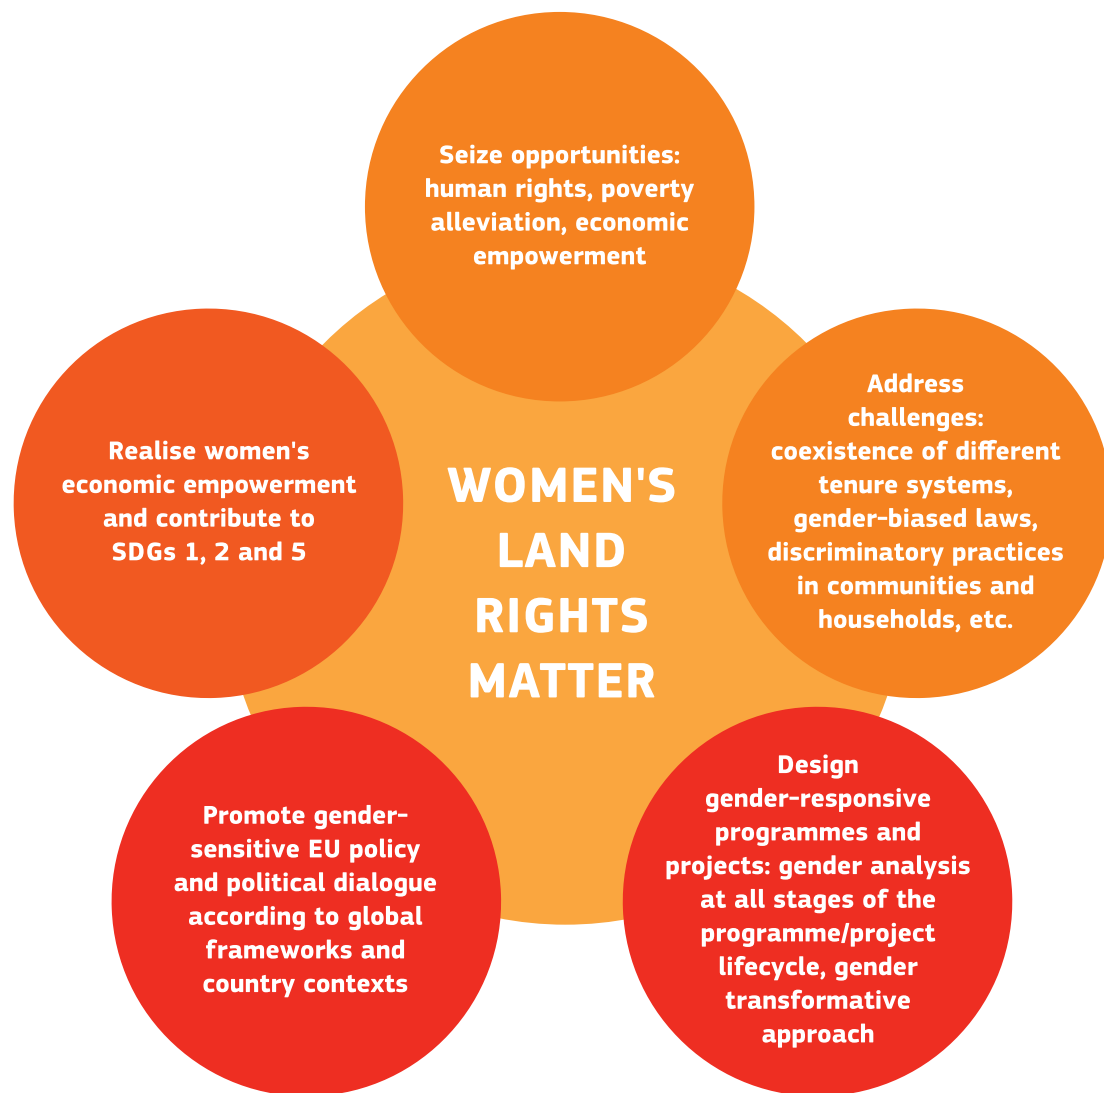 Seize opportunities:
human rights, poverty
alleviation, economic
empowerment
Address
challenges:
coexistence of different
tenure systems,
gender-biased laws,
discriminatory practices
in communities and
households, etc.
Realise women's
economic empowerment
and contribute to
SDGs 1, 2 and 5
WOMEN'S
LAND
RIGHTS
MATTER
Design
gender-responsive
programmes and
projects: gender analysis
at all stages of the
programme/project
lifecycle, gender
transformative
approach
Promote gender-
sensitive EU policy
and political dialogue
according to global
frameworks and
country contexts